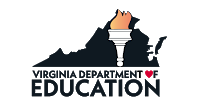 VIRGINIA DEPARTMENT OF
EDUCATION